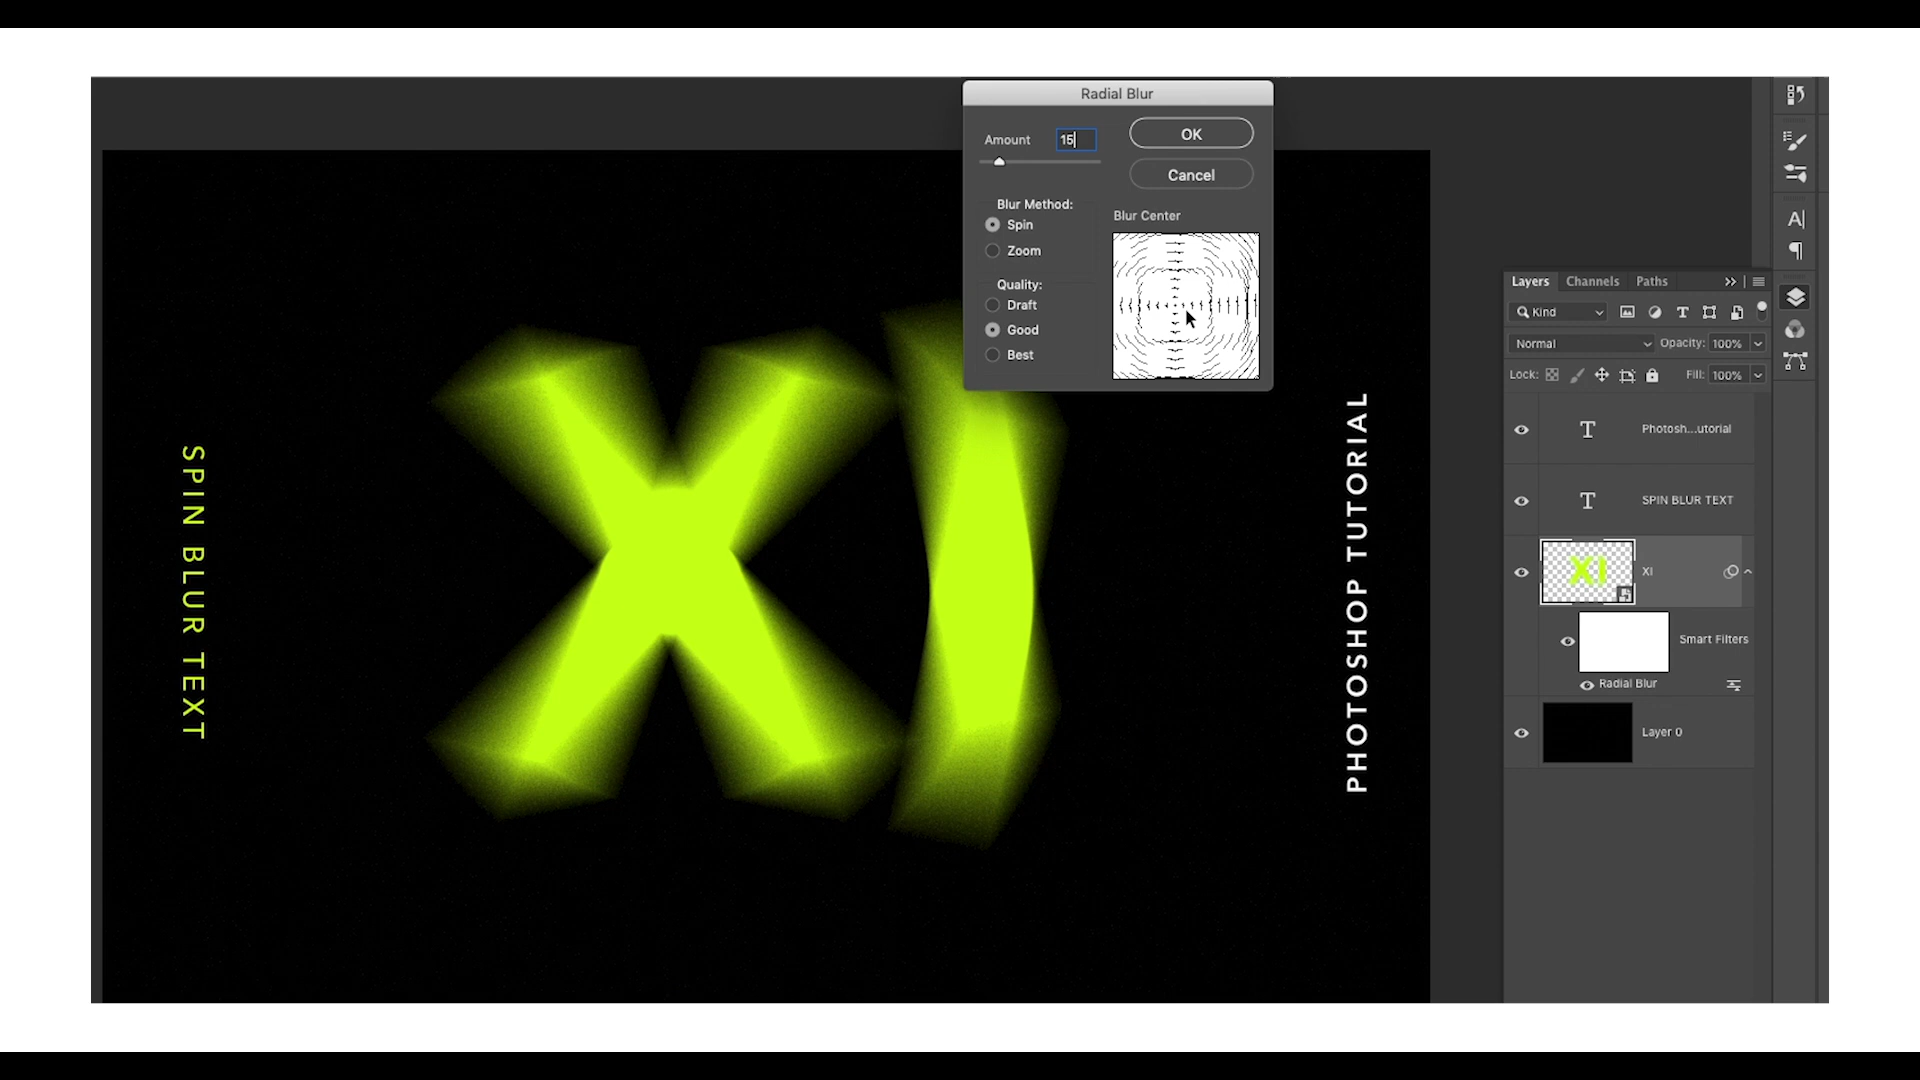 Radial Blur
Amount 15
OK
Cancel
Blur Method:
Spin
Zoom
Quality:
Draft
Good
Best
Blur Center
XI
SPIN BLUR TEXT
PHOTOSHOP TUTORIAL
Layers Channels Paths
Kind
Normal Opacity: 100%
Lock: Fill: 100%
Photosh...utorial
SPIN BLUR TEXT
XI
XI
Smart Filters
Radial Blur
Layer 0